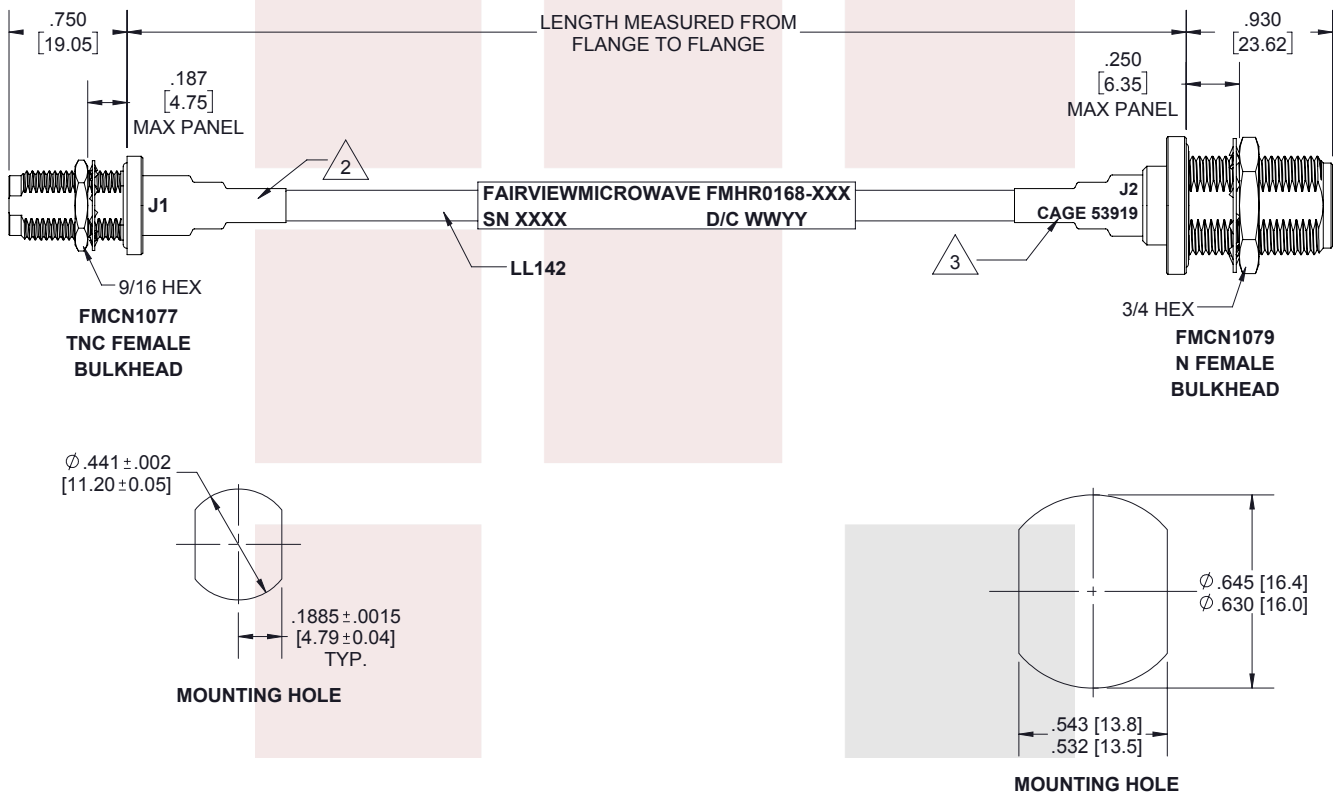 .750
[19.05]
LENGTH MEASURED FROM
FLANGE TO FLANGE
.930
[23.62]
.187
[4.75]
MAX PANEL
.250
[6.35]
MAX PANEL
2
J1
FAIRVIEWMICROWAVE FMHR0168-XXX
SN XXXX D/C WWYY
J2
CAGE 53919
3
LL142
9/16 HEX
FMCN1077
TNC FEMALE
BULKHEAD
3/4 HEX
FMCN1079
N FEMALE
BULKHEAD
Ø .441±.002
[11.20±0.05]
.1885±.0015
[4.79±0.04]
TYP.
MOUNTING HOLE
Ø .645 [16.4]
Ø .630 [16.0]
.543 [13.8]
.532 [13.5]
MOUNTING HOLE